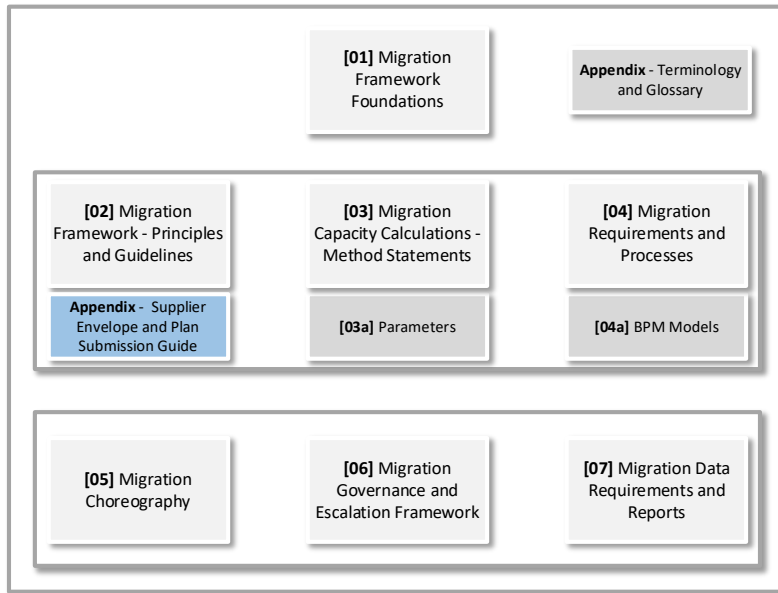 [01] Migration
Framework
Foundations
Appendix - Terminology
and Glossary
[02] Migration
Framework - Principles
and Guidelines
[03] Migration
Capacity Calculations -
Method Statements
[04] Migration
Requirements and
Processes
Appendix - Supplier
Envelope and Plan
Submission Guide
[03a] Parameters
[04a] BPM Models
[05] Migration
Choreography
[06] Migration
Governance and
Escalation Framework
[07] Migration Data
Requirements and
Reports